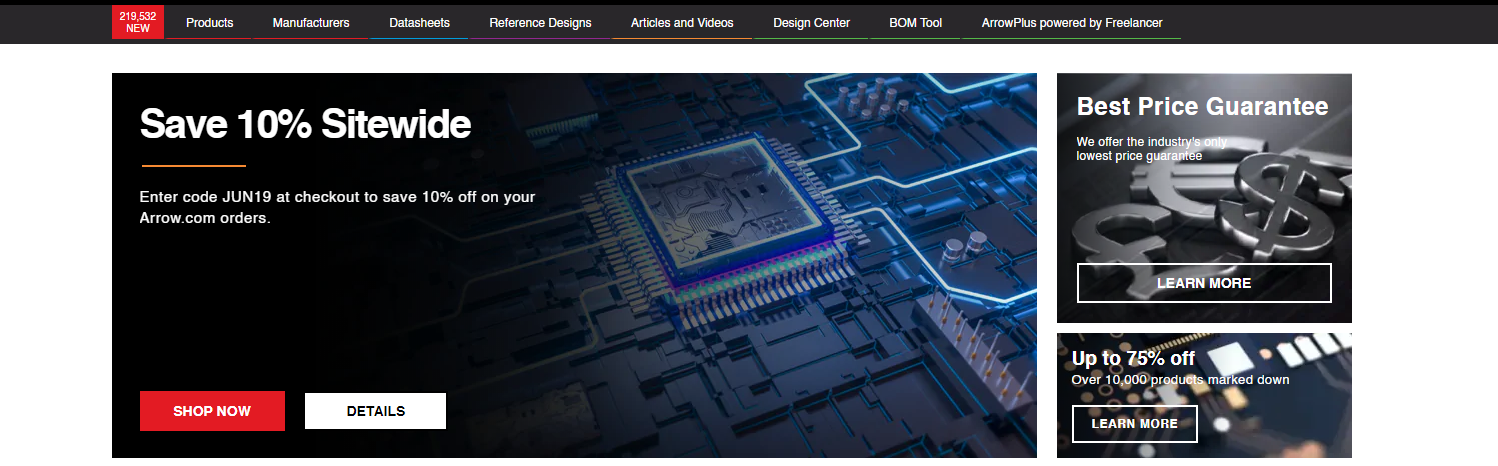 219,532
NEW
Products
Manufacturers
Datasheets
Reference Designs
Articles and Videos
Design Center
BOM Tool
ArrowPlus powered by Freelancer
Save 10% Sitewide
Enter code JUN19 at checkout to save 10% off on your
Arrow.com orders.
SHOP NOW
DETAILS
Best Price Guarantee
We offer the industry's only
lowest price guarantee
LEARN MORE
Up to 75% off
Over 10,000 products marked down
LEARN MORE